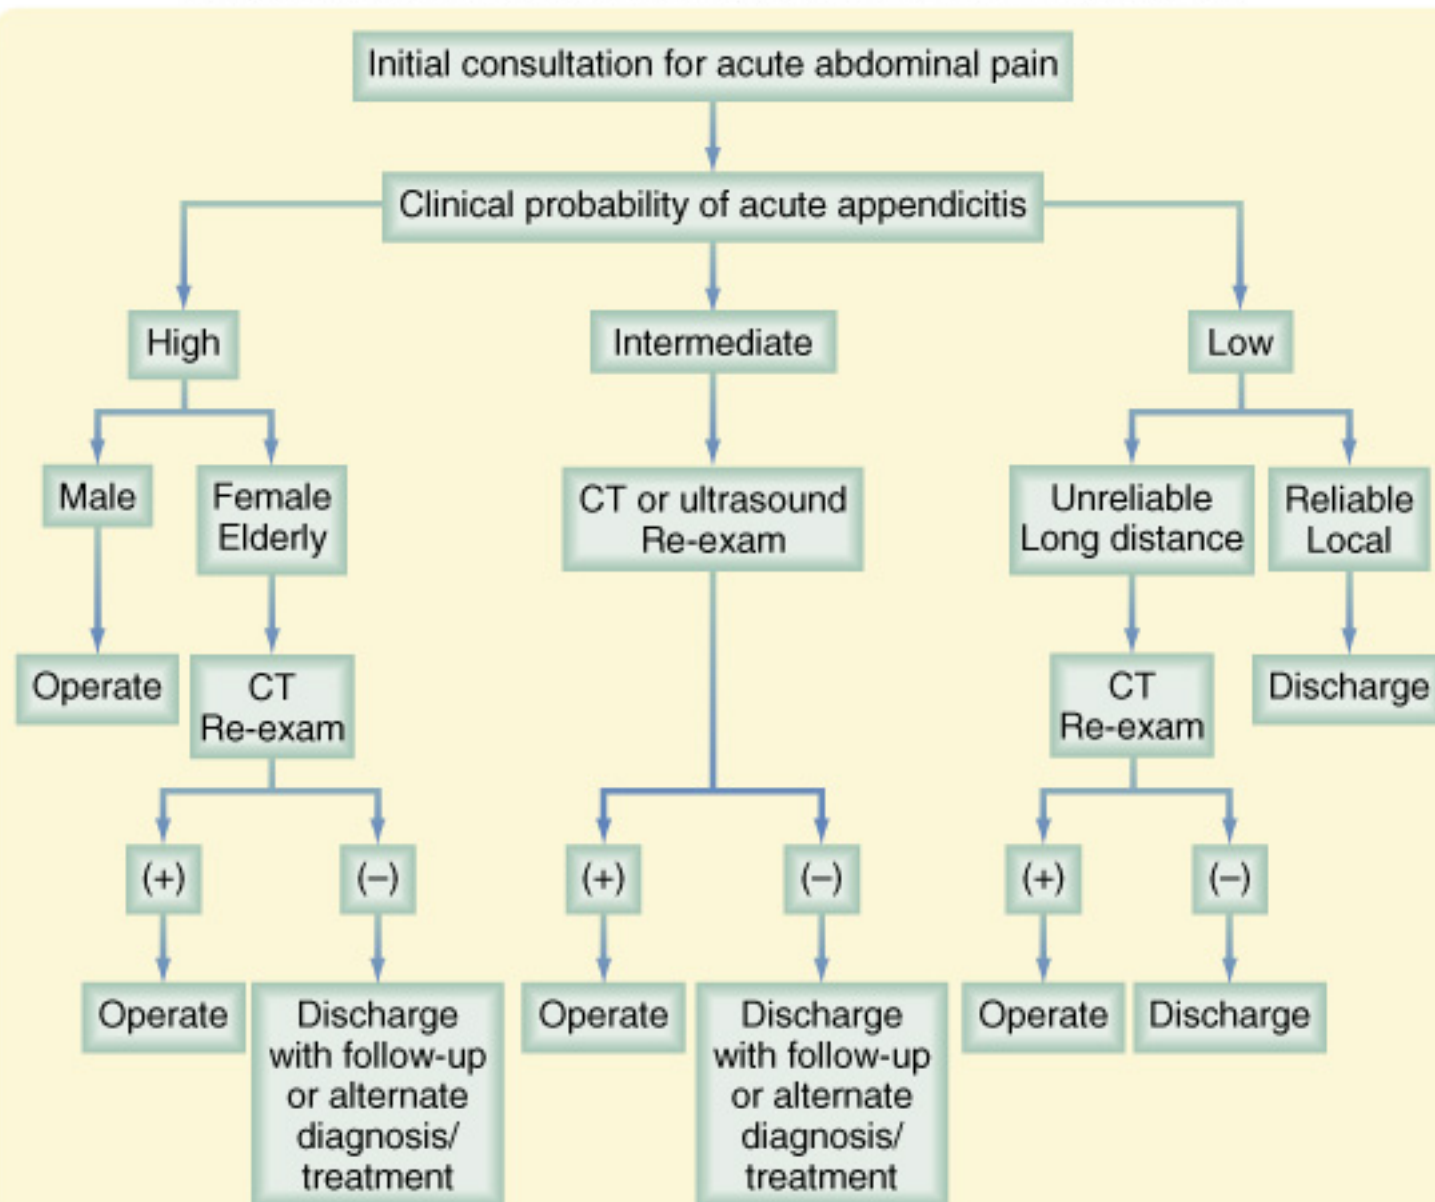 Initial consultation for acute abdominal pain
Clinical probability of acute appendicitis
High
Intermediate
Low
Male
Female
Elderly
CT or ultrasound
Re-exam
Unreliable
Long distance
Reliable
Local
Operate
CT
Re-exam
CT
Re-exam
Discharge
(+)
(–)
(+)
(–)
(+)
(–)
Operate
Discharge
with follow-up
or alternate
diagnosis/
treatment
Operate
Discharge
with follow-up
or alternate
diagnosis/
treatment
Operate
Discharge